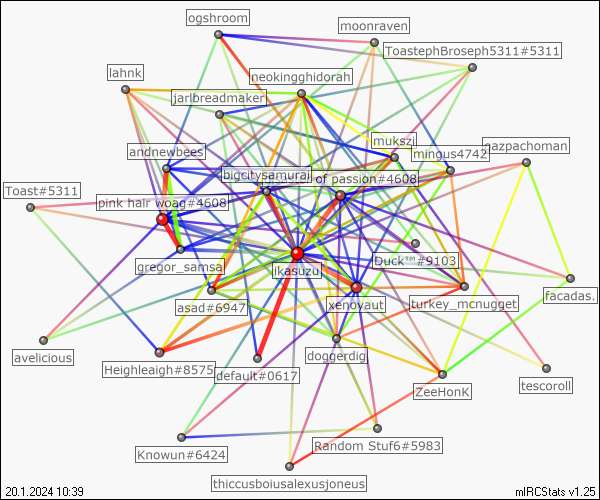 ogshroom
moonraven
ToastephBroseph5311#5311
lahnk
neokingghidorah
jarlbreadmaker
mukszi
gazpachoman
andnewbees
mingus4742
bigcitysamurai
of passion#4608
Toast#5311
pink hair woag#4608
Duck™#9103
gregor_samsa
ikasuzu
facadas.
asad#6947
xenoyaut
turkey_mcnugget
avelicious
doggerdig
Heighleigh#8575
default#0617
tescoroll
ZeeHonK
Random Stuf6#5983
Knowun#6424
thiccusboiusalexusjoneus
20.1.2024 10:39
mIRCStats v1.25